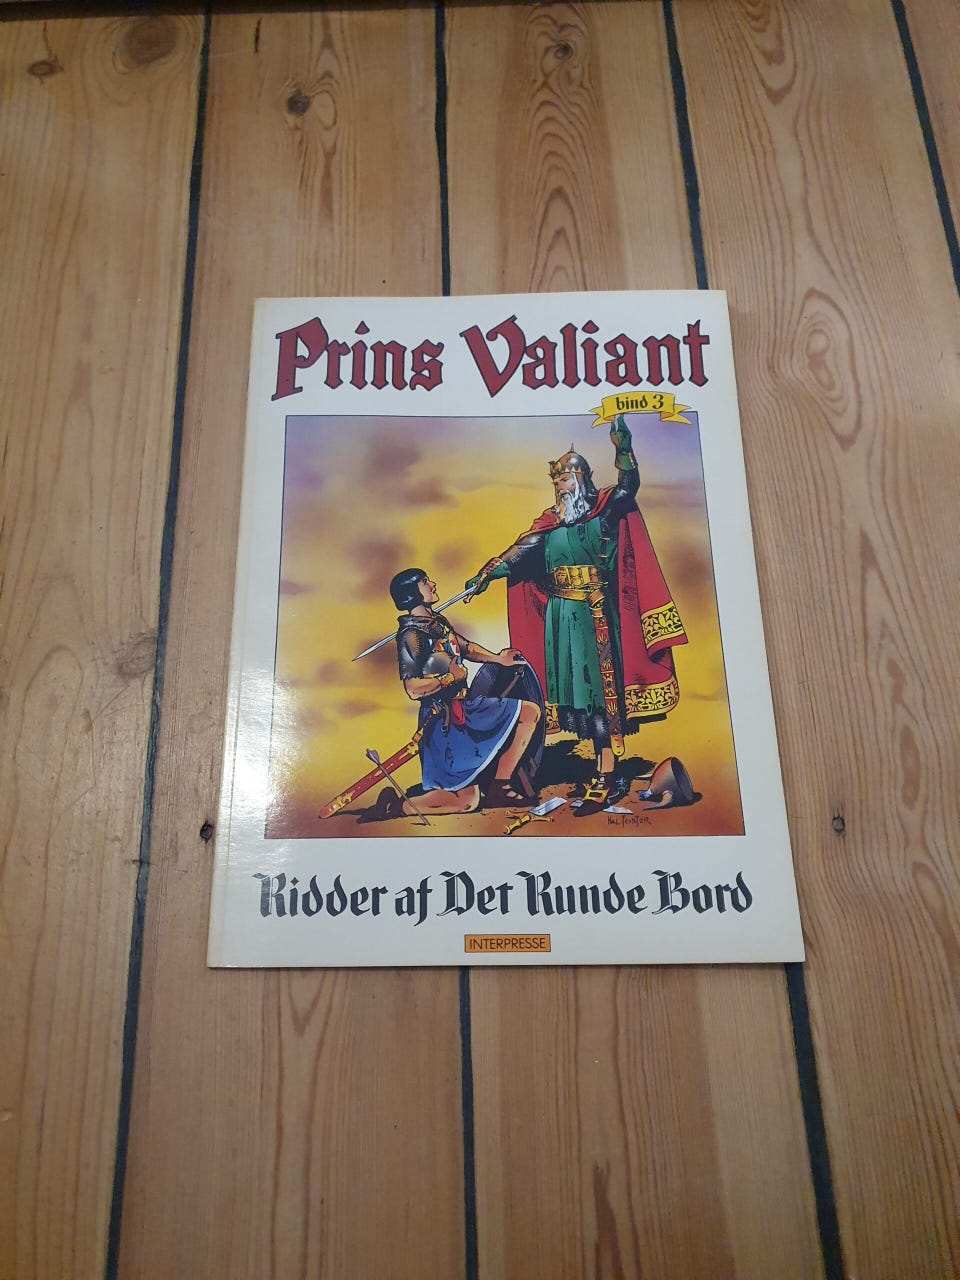 Prins Valiant
bind 3
HAL FOSTER
Ridder af Det Runde Bord
INTERPRESSE